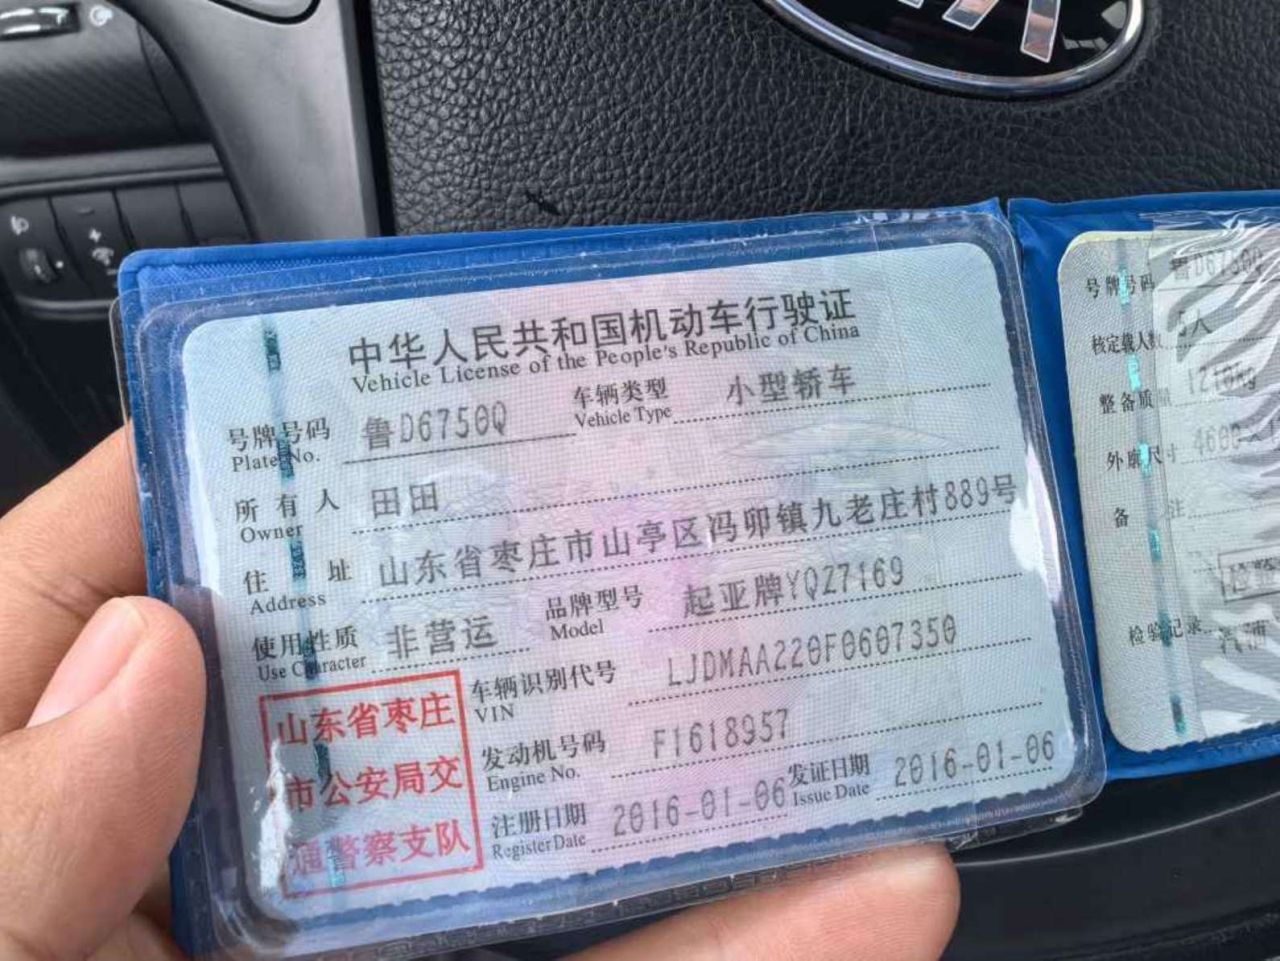 中华人民共和国机动车行驶证
Vehicle License of the People's Republic of China
号牌号码 鲁D6750Q 车辆类型 小型轿车
Plate No. Vehicle Type
所有人 田田
Owner
住址 山东省枣庄市山亭区冯卯镇九老庄村889号
Address
使用性质 非营运 品牌型号 起亚牌YQZ7169
Use Character Model
车辆识别代号 LJDMAA220F0607350
VIN
发动机号码 F1618957
Engine No.
注册日期 2016-01-06 发证日期 2016-01-06
Register Date Issue Date
山东省枣庄
市公安局交
通警察支队
号牌号码 鲁D6750Q
核定载人数 5人
整备质量 1210kg
外廓尺寸
备注
检验记录